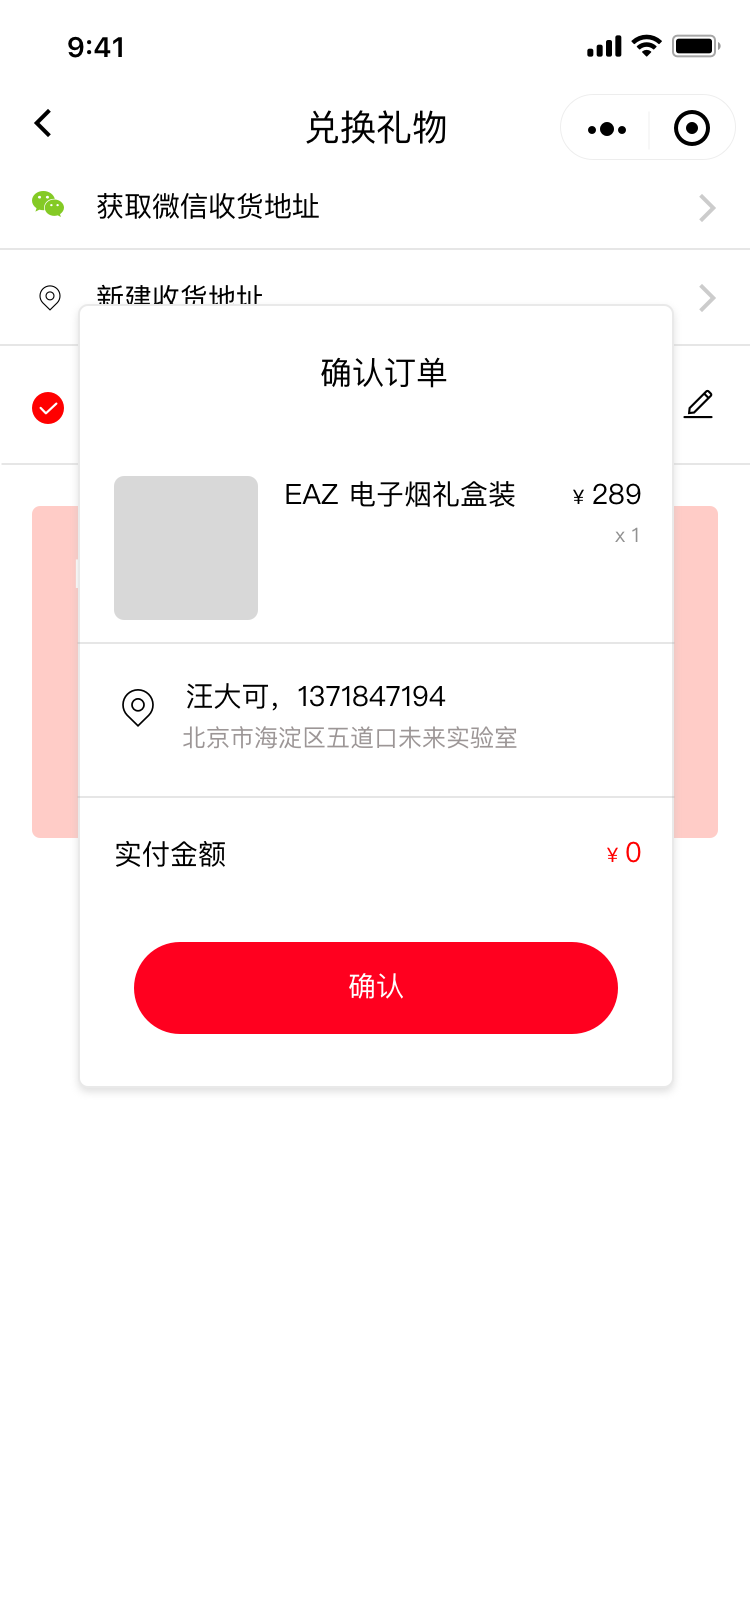 9:41
兑换礼物
获取微信收货地址
新建收货地址
确认订单
EAZ 电子烟礼盒装 ¥ 289
x 1
汪大可，1371847194
北京市海淀区五道口未来实验室
实付金额 ¥ 0
确认